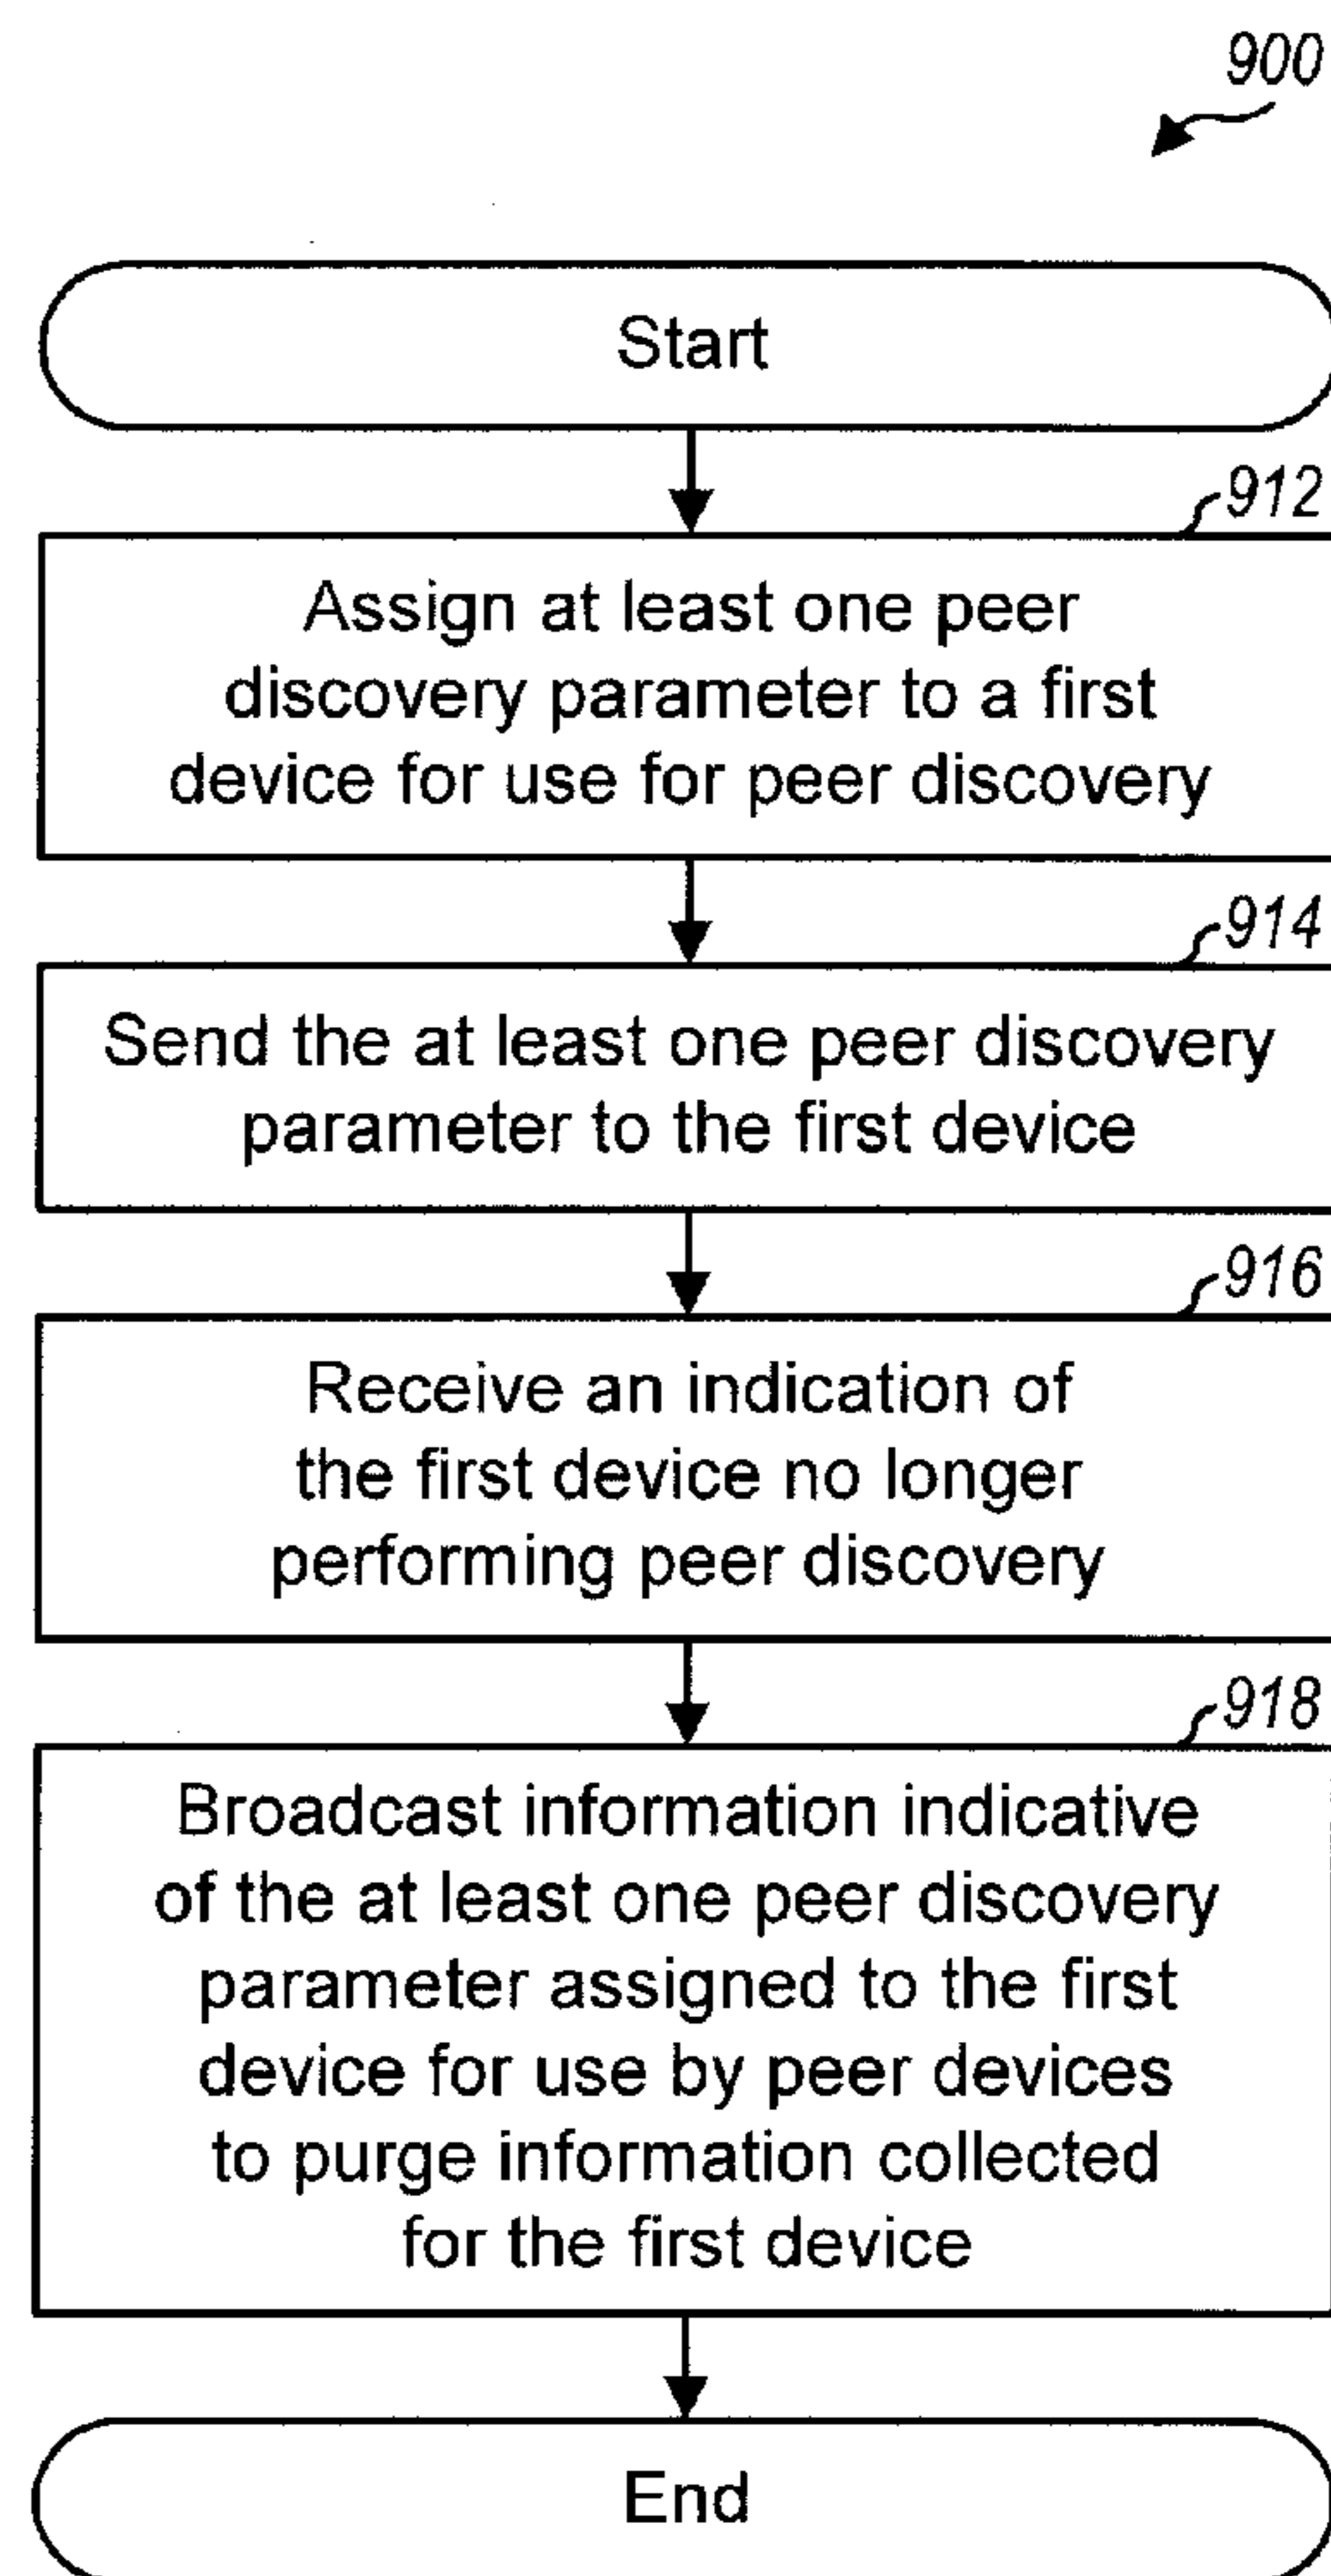 900
Start
912
Assign at least one peer
discovery parameter to a first
device for use for peer discovery
914
Send the at least one peer discovery
parameter to the first device
916
Receive an indication of
the first device no longer
performing peer discovery
918
Broadcast information indicative
of the at least one peer discovery
parameter assigned to the first
device for use by peer devices
to purge information collected
for the first device
End